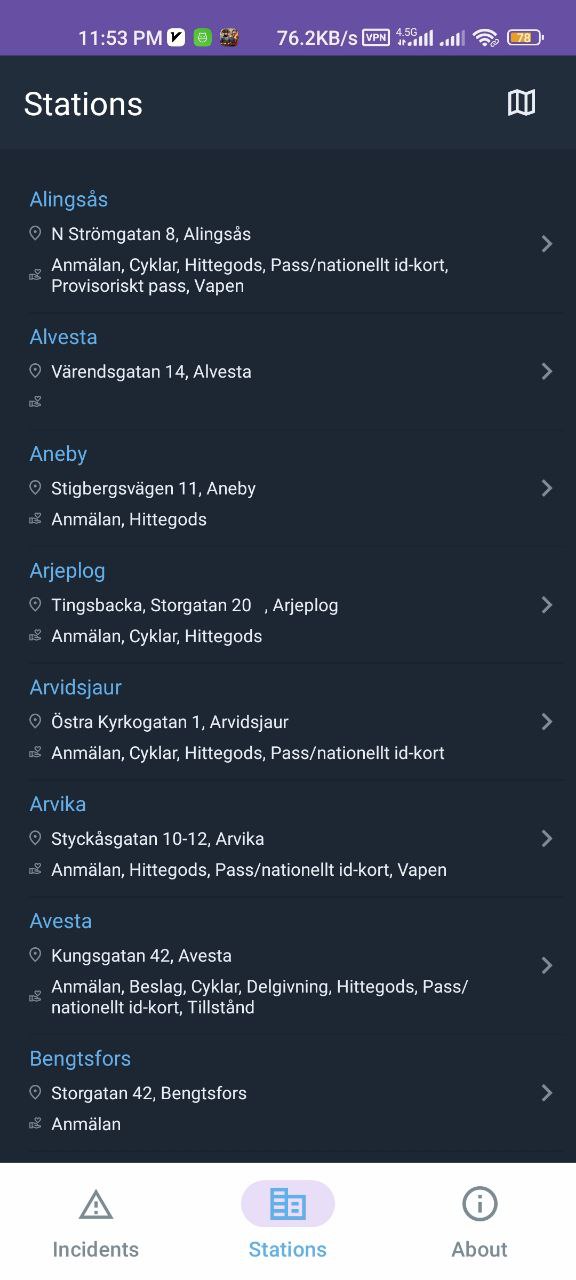 11:53 PM 76.2KB/s VPN 4.5G 78
Stations
Alingsås
N Strömgatan 8, Alingsås
Anmälan, Cyklar, Hittegods, Pass/nationellt id-kort,
Provisoriskt pass, Vapen
Alvesta
Värendsgatan 14, Alvesta
Aneby
Stigbergsvägen 11, Aneby
Anmälan, Hittegods
Arjeplog
Tingsbacka, Storgatan 20   , Arjeplog
Anmälan, Cyklar, Hittegods
Arvidsjaur
Östra Kyrkogatan 1, Arvidsjaur
Anmälan, Cyklar, Hittegods, Pass/nationellt id-kort
Arvika
Styckåsgatan 10-12, Arvika
Anmälan, Hittegods, Pass/nationellt id-kort, Vapen
Avesta
Kungsgatan 42, Avesta
Anmälan, Beslag, Cyklar, Delgivning, Hittegods, Pass/
nationellt id-kort, Tillstånd
Bengtsfors
Storgatan 42, Bengtsfors
Anmälan
Incidents Stations About